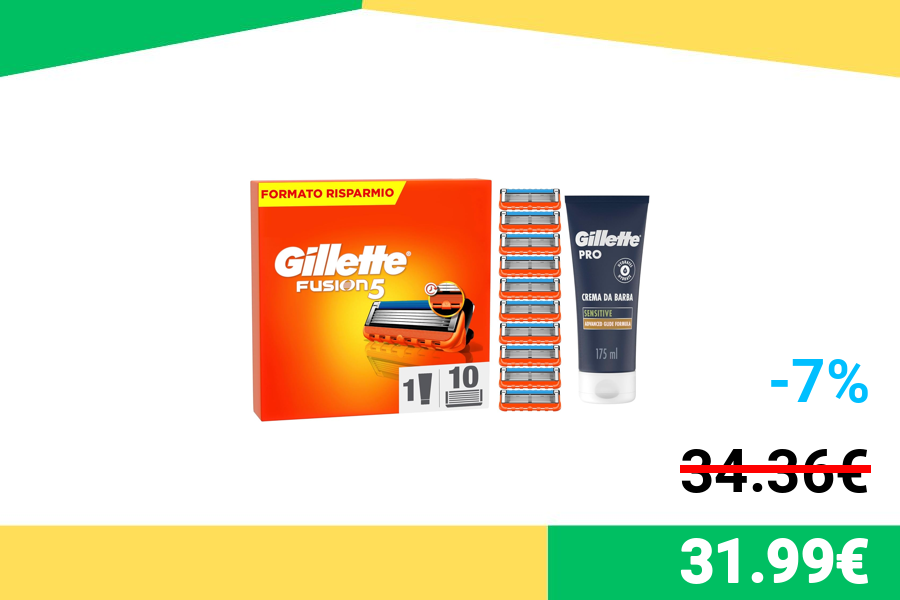 FORMATO RISPARMIO
Gillette®
FUSION5
1
10
Gillette
PRO
CREMA DA BARBA
SENSITIVE
ADVANCED GLIDE FORMULA
175 ml
-7%
34.36€
31.99€